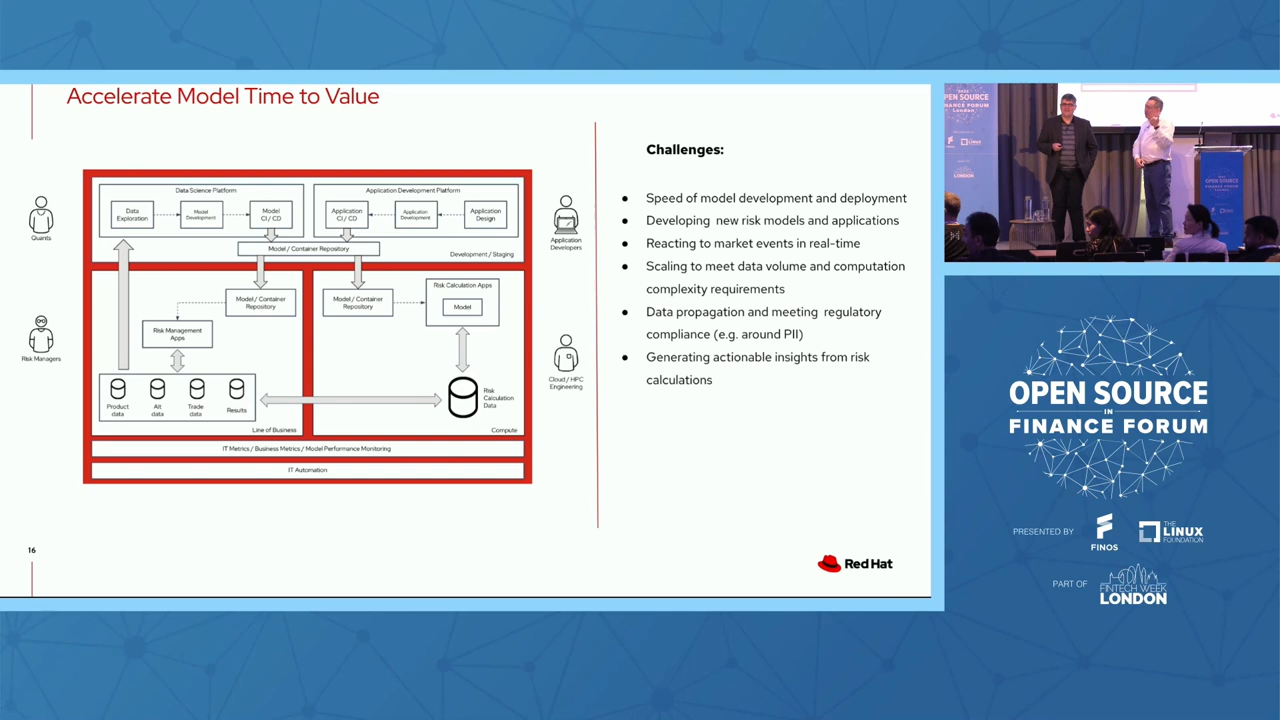 Accelerate Model Time to Value
Data Science Platform
Data
Exploration
Model
Development
Model
CI / CD
Application Development Platform
Application
CI / CD
Application
Development
Application
Design
Model / Container Repository
Development / Staging
Quants
Application
Developers
Risk Managers
Cloud / HPC
Engineering
Model / Container
Repository
Risk Management
Apps
Product
data
Alt
data
Trade
data
Results
Line of Business
Model / Container
Repository
Risk Calculation Apps
Model
Risk
Calculation
Data
Compute
IT Metrics / Business Metrics / Model Performance Monitoring
IT Automation
Challenges:
● Speed of model development and deployment
● Developing new risk models and applications
● Reacting to market events in real-time
● Scaling to meet data volume and computation
complexity requirements
● Data propagation and meeting regulatory
compliance (e.g. around PII)
● Generating actionable insights from risk
calculations
16
Red Hat
OPEN SOURCE
NANCE FORUM
London
OPEN SOURCE
IN
FINANCE FORUM
PRESENTED BY
FINOS
THE
LINUX
FOUNDATION
PART OF
FINTECH WEEK
LONDON